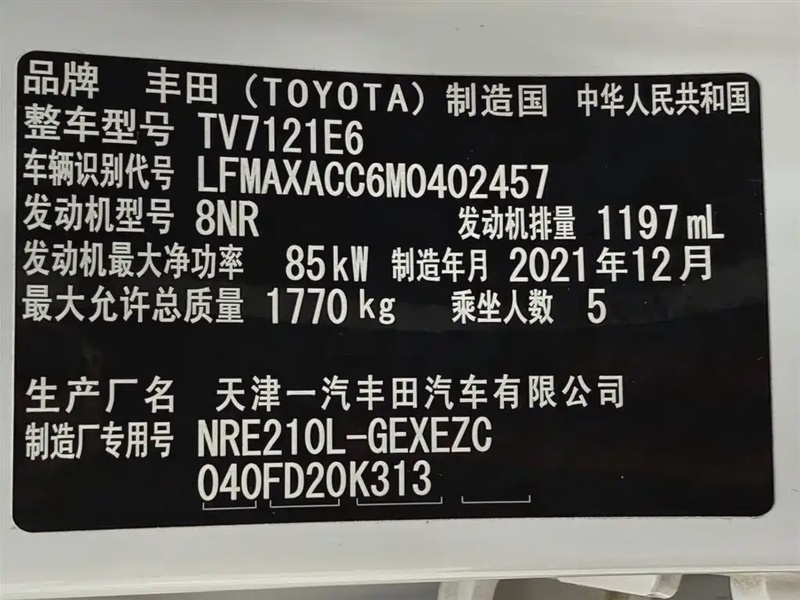 品牌 丰田（TOYOTA）制造国 中华人民共和国
整车型号 TV7121E6
车辆识别代号 LFMAXACC6M0402457
发动机型号 8NR 发动机排量 1197mL
发动机最大净功率 85kW 制造年月 2021年12月
最大允许总质量 1770kg 乘坐人数 5
生产厂名 天津一汽丰田汽车有限公司
制造厂专用号 NRE210L-GEXEZC
040FD20K313